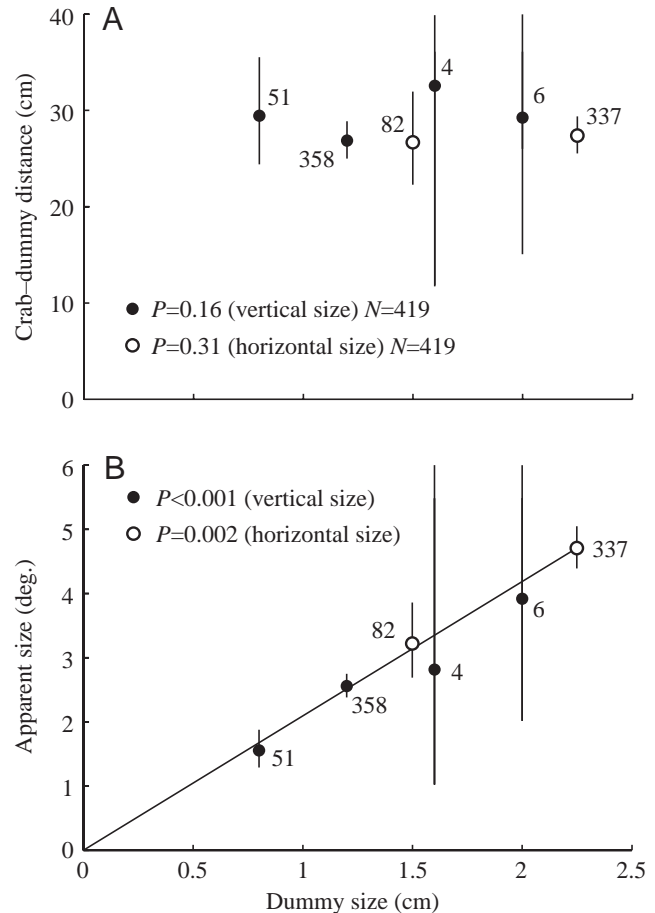 A
40
30
20
10
0
Crab–dummy distance (cm)
51
358
82
4
6
337
P=0.16 (vertical size) N=419
P=0.31 (horizontal size) N=419
B
6
5
4
3
2
1
0
Apparent size (deg.)
P<0.001 (vertical size)
P=0.002 (horizontal size)
51
358
82
4
6
337
0 0.5 1 1.5 2 2.5
Dummy size (cm)